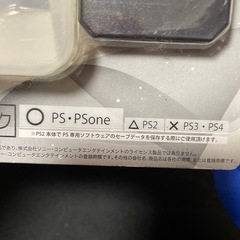 ク ○ PS・PSone △ PS2 × PS3・PS4
※PS2 本体で PS 専用ソフトウェアのセーブデータを保存する際にご使用頂けます。
であり、株式会社ソニー・コンピュータエンタテインメントのライセンス製品ではありません。
ンピュータエンタテインメントの登録商標です。その他の会社名、商品名は各社の商標または登録商標です。